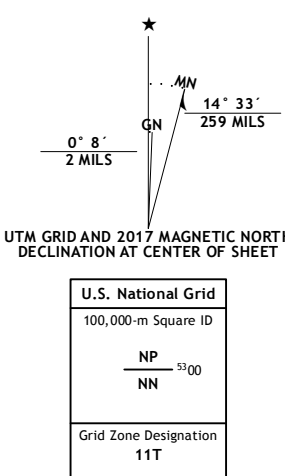 ★
MN
GN
14° 33´
259 MILS
0° 8´
2 MILS
UTM GRID AND 2017 MAGNETIC NORTH
DECLINATION AT CENTER OF SHEET
U.S. National Grid
100,000-m Square ID
NP
5300
NN
Grid Zone Designation
11T